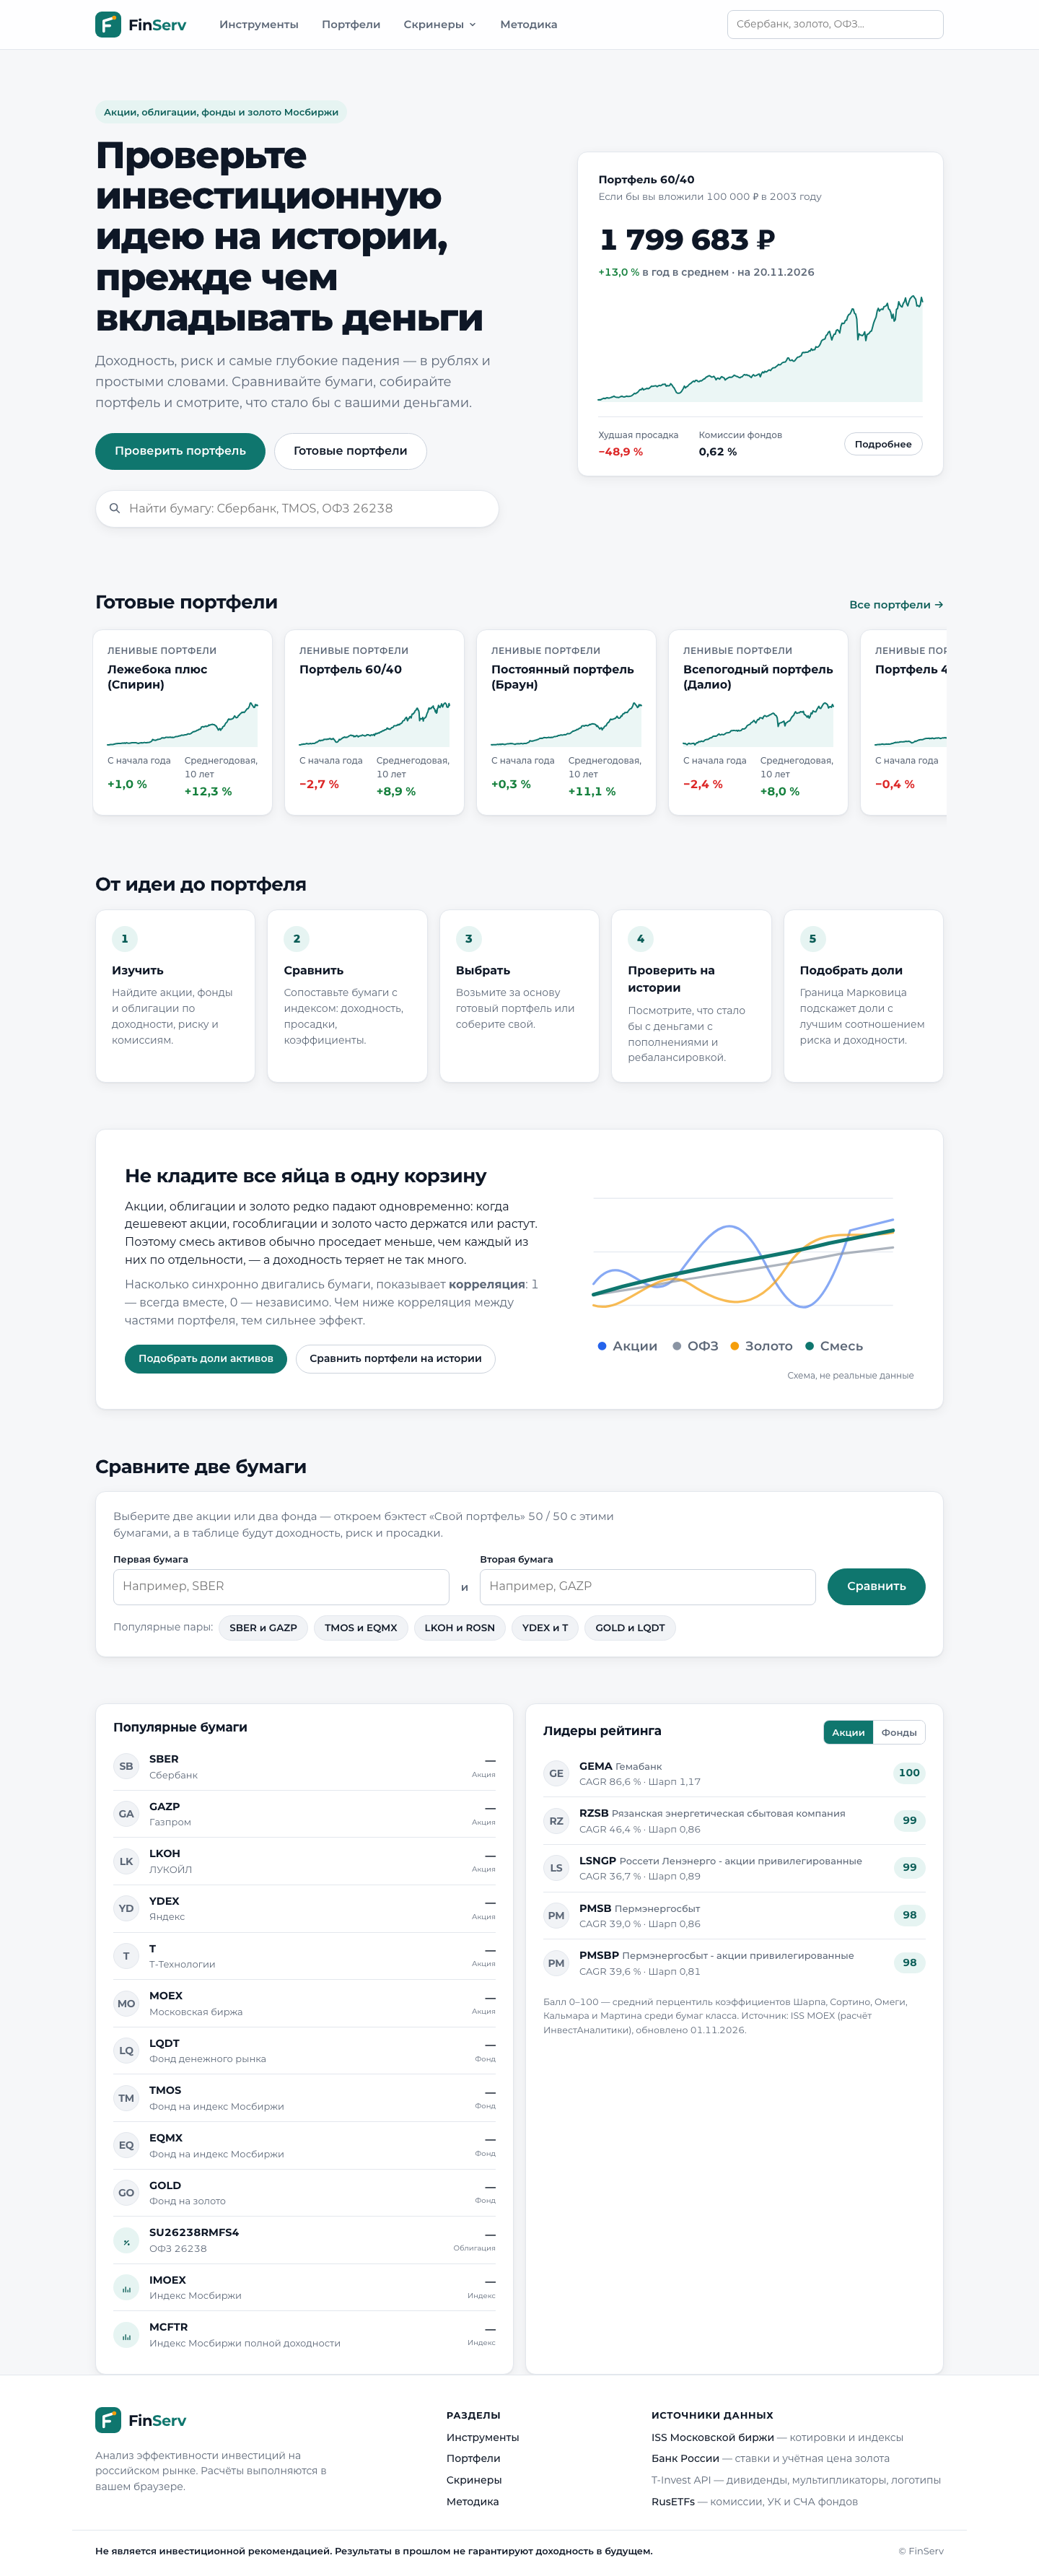 FinServ
Инструменты
Портфели
Скринеры
Методика
Сбербанк, золото, ОФЗ...
Акции, облигации, фонды и золото Мосбиржи
Проверьте
инвестиционную
идею на истории,
прежде чем
вкладывать деньги
Доходность, риск и самые глубокие падения — в рублях и
простыми словами. Сравнивайте бумаги, собирайте
портфель и смотрите, что стало бы с вашими деньгами.
Проверить портфель
Готовые портфели
Найти бумагу: Сбербанк, TMOS, ОФЗ 26238
Портфель 60/40
Если бы вы вложили 100 000 ₽ в 2003 году
1 799 683 ₽
+13,0 % в год в среднем · на 20.11.2026
Худшая просадка
−48,9 %
Комиссии фондов
0,62 %
Подробнее
Готовые портфели
Все портфели →
ЛЕНИВЫЕ ПОРТФЕЛИ
Лежебока плюс
(Спирин)
С начала года
+1,0 %
Среднегодовая,
10 лет
+12,3 %
ЛЕНИВЫЕ ПОРТФЕЛИ
Портфель 60/40
С начала года
−2,7 %
Среднегодовая,
10 лет
+8,9 %
ЛЕНИВЫЕ ПОРТФЕЛИ
Постоянный портфель
(Браун)
С начала года
+0,3 %
Среднегодовая,
10 лет
+11,1 %
ЛЕНИВЫЕ ПОРТФЕЛИ
Всепогодный портфель
(Далио)
С начала года
−2,4 %
Среднегодовая,
10 лет
+8,0 %
ЛЕНИВЫЕ ПОР
Портфель 4
С начала года
−0,4 %
От идеи до портфеля
1
Изучить
Найдите акции, фонды
и облигации по
доходности, риску и
комиссиям.
2
Сравнить
Сопоставьте бумаги с
индексом: доходность,
просадки,
коэффициенты.
3
Выбрать
Возьмите за основу
готовый портфель или
соберите свой.
4
Проверить на
истории
Посмотрите, что стало
бы с деньгами с
пополнениями и
ребалансировкой.
5
Подобрать доли
Граница Марковица
подскажет доли с
лучшим соотношением
риска и доходности.
Не кладите все яйца в одну корзину
Акции, облигации и золото редко падают одновременно: когда
дешевеют акции, гособлигации и золото часто держатся или растут.
Поэтому смесь активов обычно проседает меньше, чем каждый из
них по отдельности, — а доходность теряет не так много.
Насколько синхронно двигались бумаги, показывает корреляция: 1
— всегда вместе, 0 — независимо. Чем ниже корреляция между
частями портфеля, тем сильнее эффект.
Подобрать доли активов
Сравнить портфели на истории
Акции
ОФЗ
Золото
Смесь
Схема, не реальные данные
Сравните две бумаги
Выберите две акции или два фонда — откроем бэктест «Свой портфель» 50 / 50 с этими
бумагами, а в таблице будут доходность, риск и просадки.
Первая бумага
Например, SBER
и
Вторая бумага
Например, GAZP
Сравнить
Популярные пары:
SBER и GAZP
TMOS и EQMX
LKOH и ROSN
YDEX и T
GOLD и LQDT
Популярные бумаги
SB
SBER
Сбербанк
—
Акция
GA
GAZP
Газпром
—
Акция
LK
LKOH
ЛУКОЙЛ
—
Акция
YD
YDEX
Яндекс
—
Акция
T
T
Т-Технологии
—
Акция
MO
MOEX
Московская биржа
—
Акция
LQ
LQDT
Фонд денежного рынка
—
Фонд
TM
TMOS
Фонд на индекс Мосбиржи
—
Фонд
EQ
EQMX
Фонд на индекс Мосбиржи
—
Фонд
GO
GOLD
Фонд на золото
—
Фонд
SU26238RMFS4
ОФЗ 26238
—
Облигация
IMOEX
Индекс Мосбиржи
—
Индекс
MCFTR
Индекс Мосбиржи полной доходности
—
Индекс
Лидеры рейтинга
Акции
Фонды
GE
GEMA Гемабанк
CAGR 86,6 % · Шарп 1,17
100
RZ
RZSB Рязанская энергетическая сбытовая компания
CAGR 46,4 % · Шарп 0,86
99
LS
LSNGP Россети Ленэнерго - акции привилегированные
CAGR 36,7 % · Шарп 0,89
99
PM
PMSB Пермэнергосбыт
CAGR 39,0 % · Шарп 0,86
98
PM
PMSBP Пермэнергосбыт - акции привилегированные
CAGR 39,6 % · Шарп 0,81
98
Балл 0–100 — средний перцентиль коэффициентов Шарпа, Сортино, Омеги,
Кальмара и Мартина среди бумаг класса. Источник: ISS MOEX (расчёт
ИнвестАналитики), обновлено 01.11.2026.
FinServ
Анализ эффективности инвестиций на
российском рынке. Расчёты выполняются в
вашем браузере.
РАЗДЕЛЫ
Инструменты
Портфели
Скринеры
Методика
ИСТОЧНИКИ ДАННЫХ
ISS Московской биржи — котировки и индексы
Банк России — ставки и учётная цена золота
T-Invest API — дивиденды, мультипликаторы, логотипы
RusETFs — комиссии, УК и СЧА фондов
Не является инвестиционной рекомендацией. Результаты в прошлом не гарантируют доходность в будущем.
© FinServ